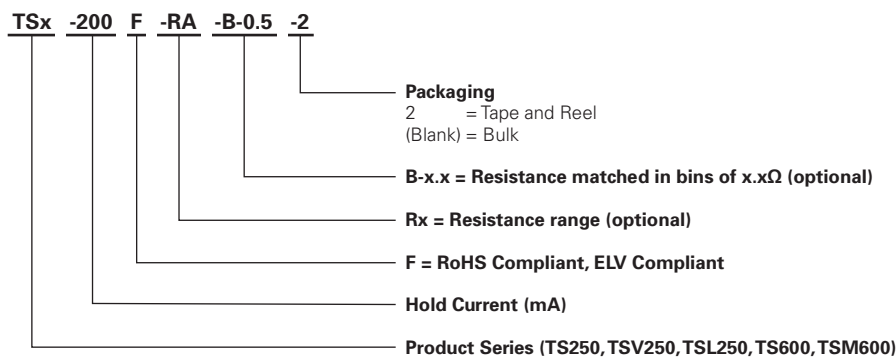 TSx -200 F -RA -B-0.5 -2
Packaging
2 = Tape and Reel
(Blank) = Bulk
B-x.x = Resistance matched in bins of x.xΩ (optional)
Rx = Resistance range (optional)
F = RoHS Compliant, ELV Compliant
Hold Current (mA)
Product Series (TS250, TSV250, TSL250, TS600, TSM600)